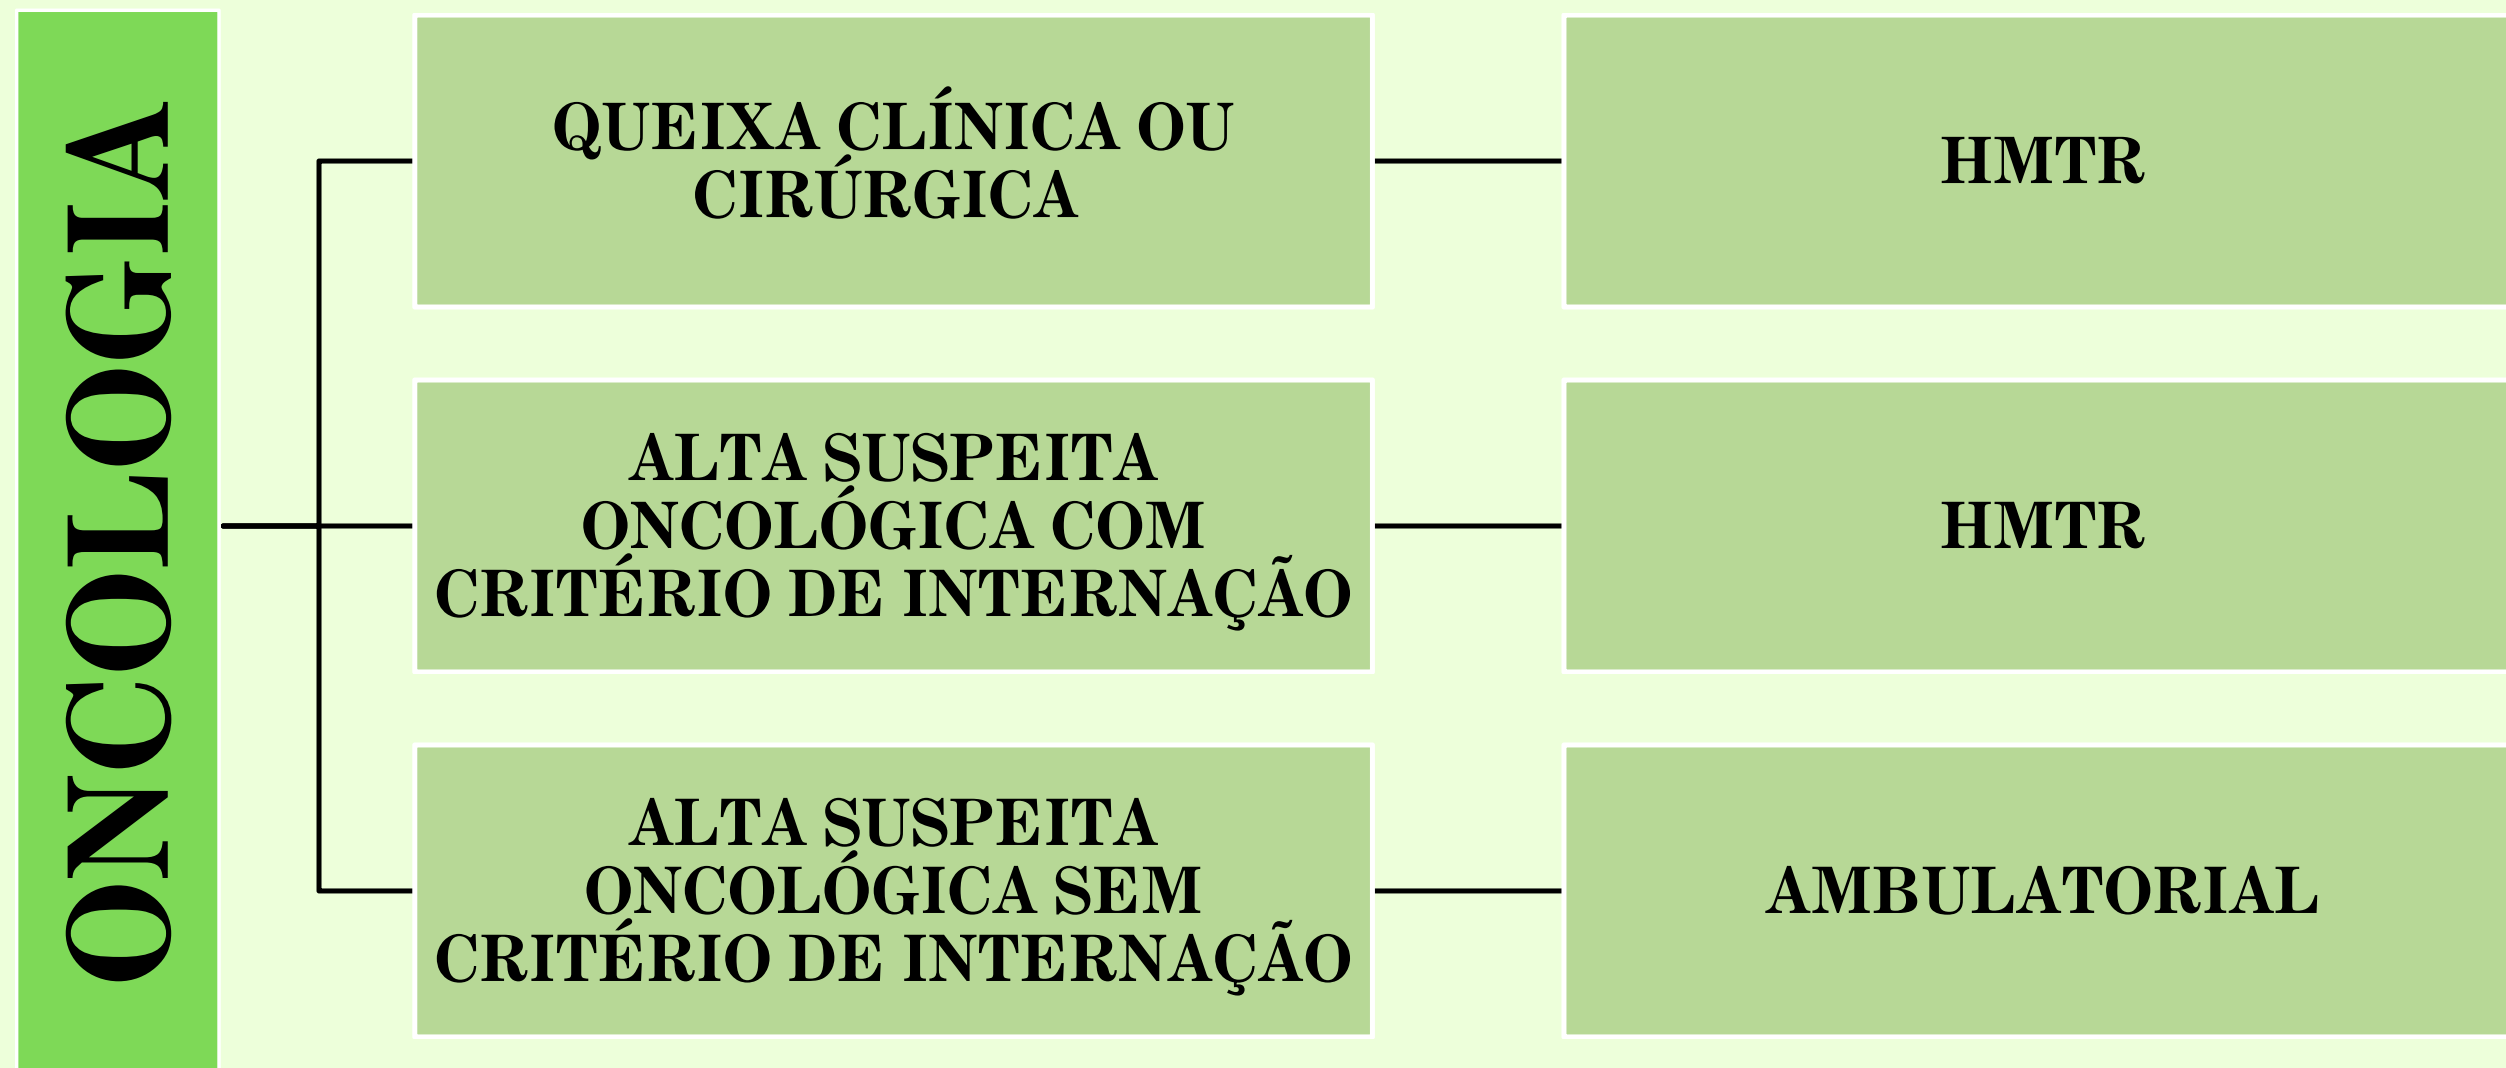 ONCOLOGIA
QUEIXA CLÍNICA OU
CIRÚRGICA
HMTR
ALTA SUSPEITA
ONCOLÓGICA COM
CRITÉRIO DE INTERNAÇÃO
HMTR
ALTA SUSPEITA
ONCOLÓGICA SEM
CRITÉRIO DE INTERNAÇÃO
AMBULATORIAL